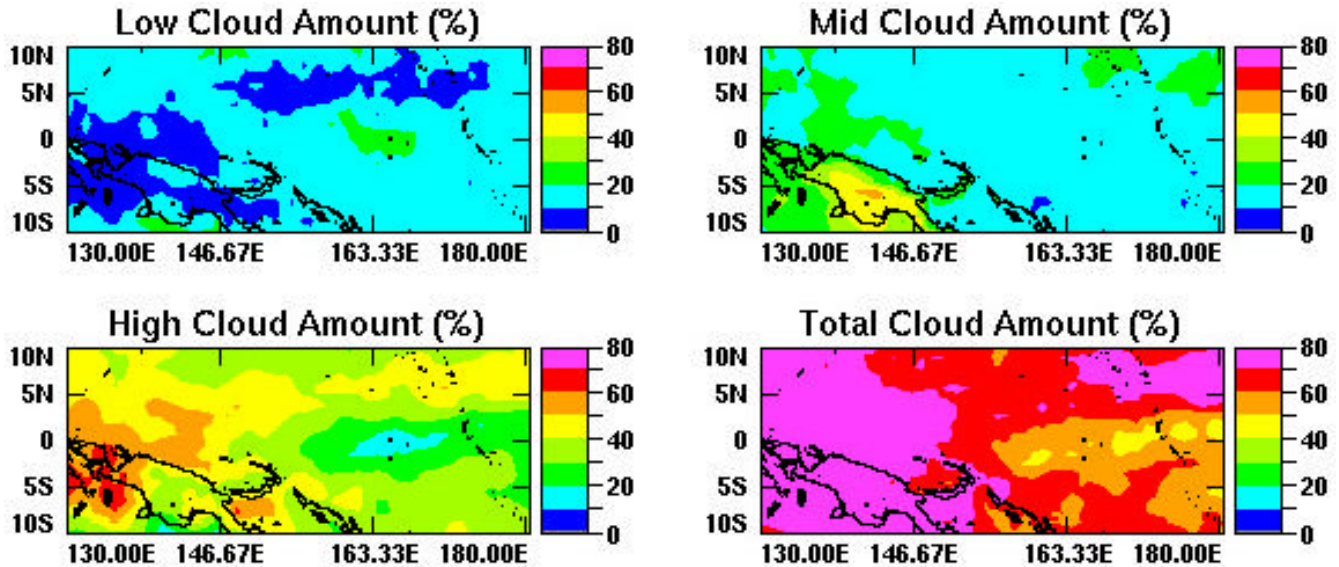 Low Cloud Amount (%)
10N
5N
0
5S
10S
130.00E 146.67E 163.33E 180.00E
80
60
40
20
0
Mid Cloud Amount (%)
10N
5N
0
5S
10S
130.00E 146.67E 163.33E 180.00E
80
60
40
20
0
High Cloud Amount (%)
10N
5N
0
5S
10S
130.00E 146.67E 163.33E 180.00E
80
60
40
20
0
Total Cloud Amount (%)
10N
5N
0
5S
10S
130.00E 146.67E 163.33E 180.00E
80
60
40
20
0